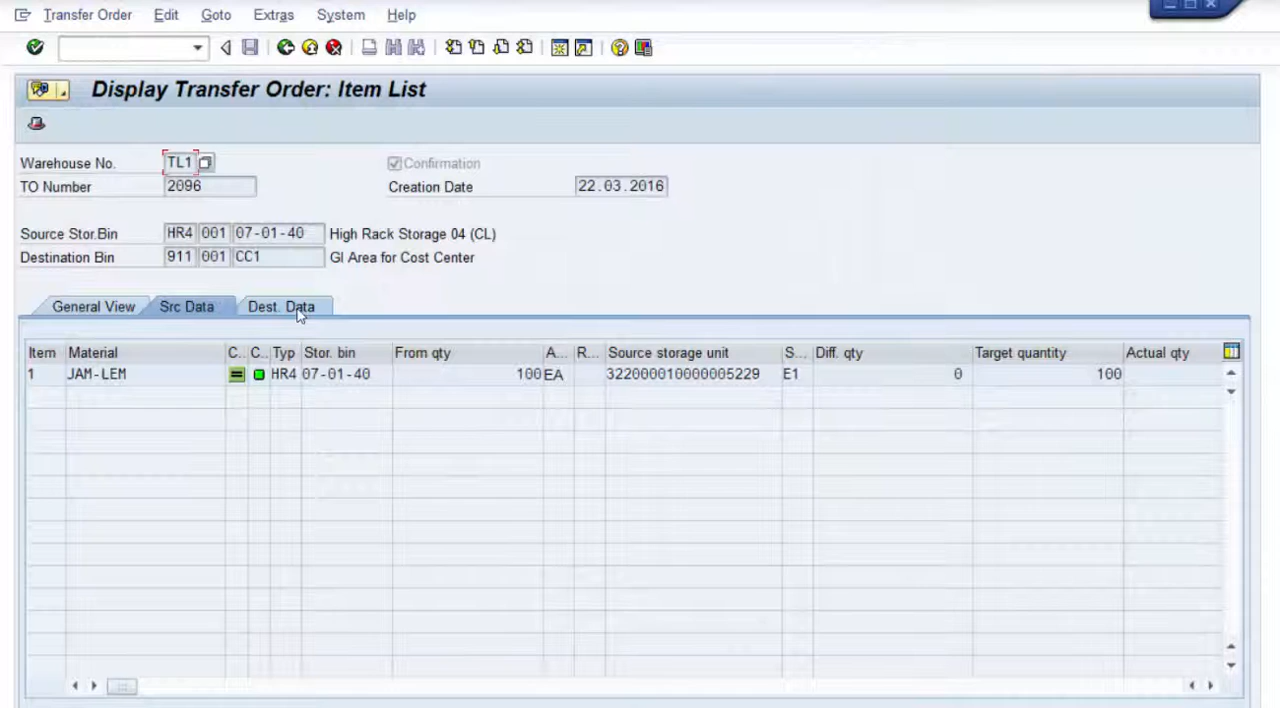 Transfer Order Edit Goto Extras System Help
Display Transfer Order: Item List
Warehouse No. TL1 Confirmation
TO Number 2096 Creation Date 22.03.2016
Source Stor.Bin HR4 001 07-01-40 High Rack Storage 04 (CL)
Destination Bin 911 001 CC1 GI Area for Cost Center
General View Src Data Dest. Data
Item Material C.. C.. Typ Stor. bin From qty A... R... Source storage unit S... Diff. qty Target quantity Actual qty
1 JAM-LEM HR4 07-01-40 100 EA 322000010000005229 E1 0 100